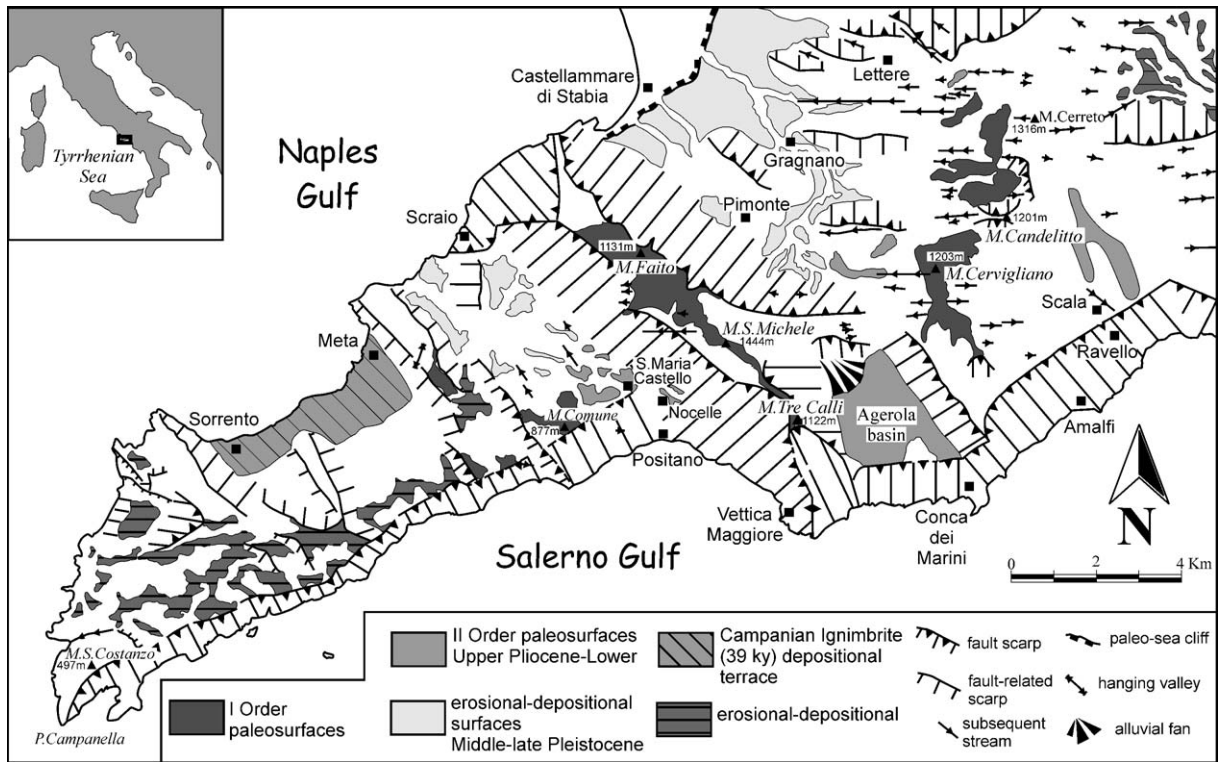 Tyrrhenian
Sea
Naples
Gulf
Castellammare
di Stabia
Lettere
M.Cerreto
1316m
Gragnano
Pimonte
Scraio
1131m
M.Faito
1201m
M.Candelitto
1203m
M.Cervigliano
Scala
Ravello
Meta
M.S.Michele
1444m
S.Maria
Castello
Nocelle
M.Comune
877m
M.Tre Calli
1122m
Agerola
basin
Amalfi
Sorrento
Positano
Vettica
Maggiore
Conca
dei
Marini
N
Salerno Gulf
0 2 4 Km
M.S.Costanzo
497m
P.Campanella
I Order
paleosurfaces
II Order paleosurfaces
Upper Pliocene-Lower
erosional-depositional
surfaces
Middle-late Pleistocene
Campanian Ignimbrite
(39 ky) depositional
terrace
erosional-depositional
fault scarp
fault-related
scarp
subsequent
stream
paleo-sea cliff
hanging valley
alluvial fan